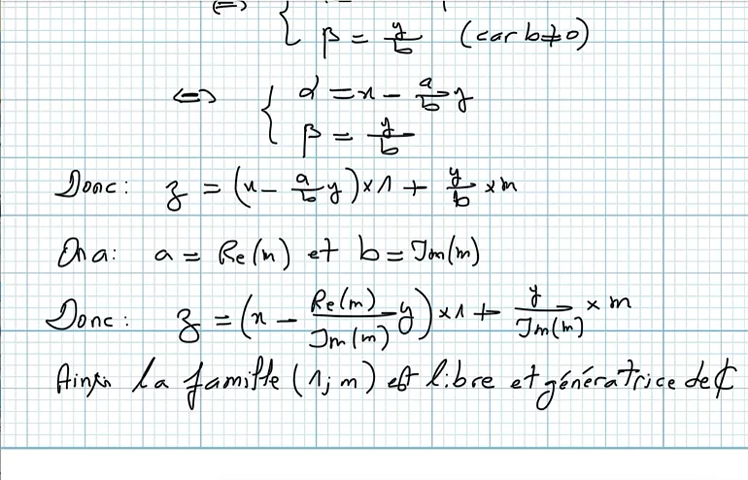 ⟺ {
β = y/b (car b≠0)
⟺ { α = x - a/b y
β = y/b
Donc: z = (x - a/b y)×1 + y/b × m
On a: a = Re(m) et b = Im(m)
Donc: z = (x - Re(m)/Im(m) y)×1 + y/Im(m) × m
Ainsi la famille (1; m) est libre et génératrice de ℂ